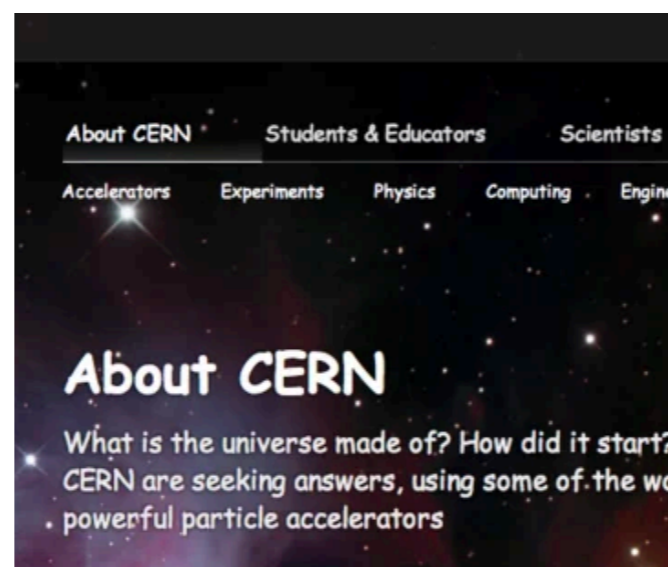 About CERN Students & Educators Scientists
Accelerators Experiments Physics Computing
About CERN
What is the universe made of? How did it start?
CERN are seeking answers, using some of the
powerful particle accelerators